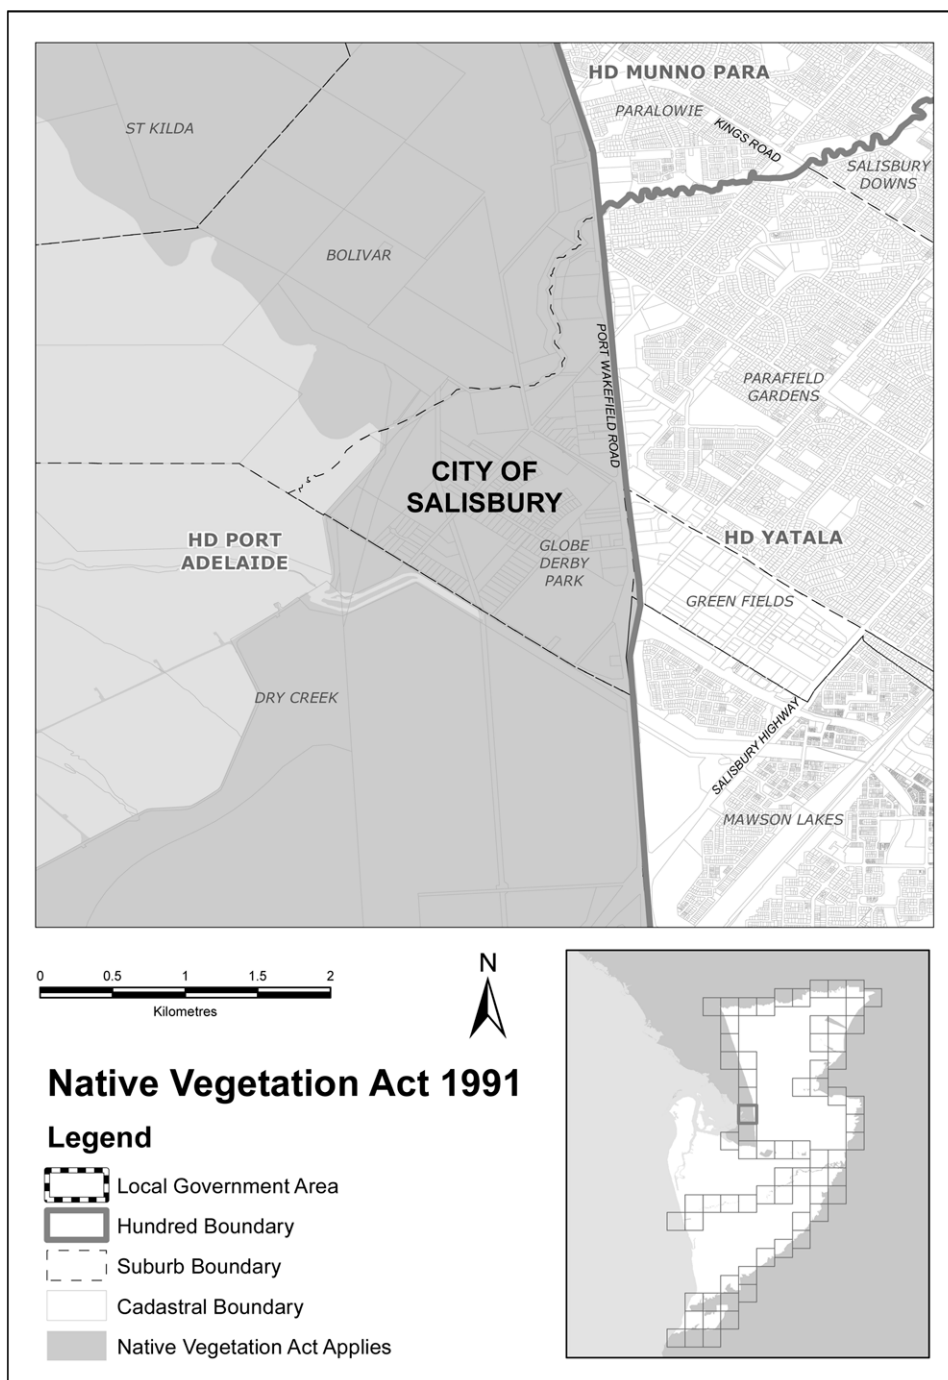 HD MUNNO PARA
PARALOWIE
KINGS ROAD
ST KILDA
SALISBURY
DOWNS
BOLIVAR
PORT WAKEFIELD ROAD
PARAFIELD
GARDENS
CITY OF
SALISBURY
HD PORT
ADELAIDE
GLOBE
DERBY
PARK
HD YATALA
GREEN FIELDS
DRY CREEK
SALISBURY HIGHWAY
MAWSON LAKES
0 0.5 1 1.5 2
Kilometres
N
Native Vegetation Act 1991
Legend
Local Government Area
Hundred Boundary
Suburb Boundary
Cadastral Boundary
Native Vegetation Act Applies